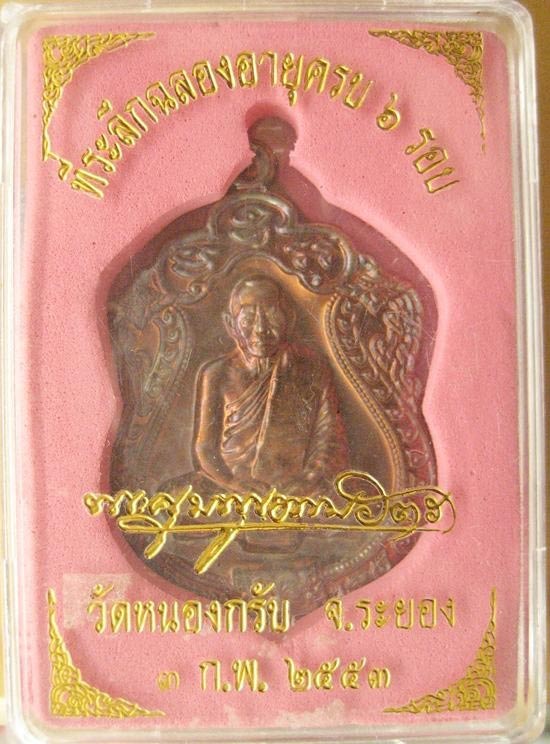 ที่ระลึกฉลองอายุครบ ๖ รอบ
วัดหนองกรับ จ.ระยอง
๓ ก.พ. ๒๕๕๓